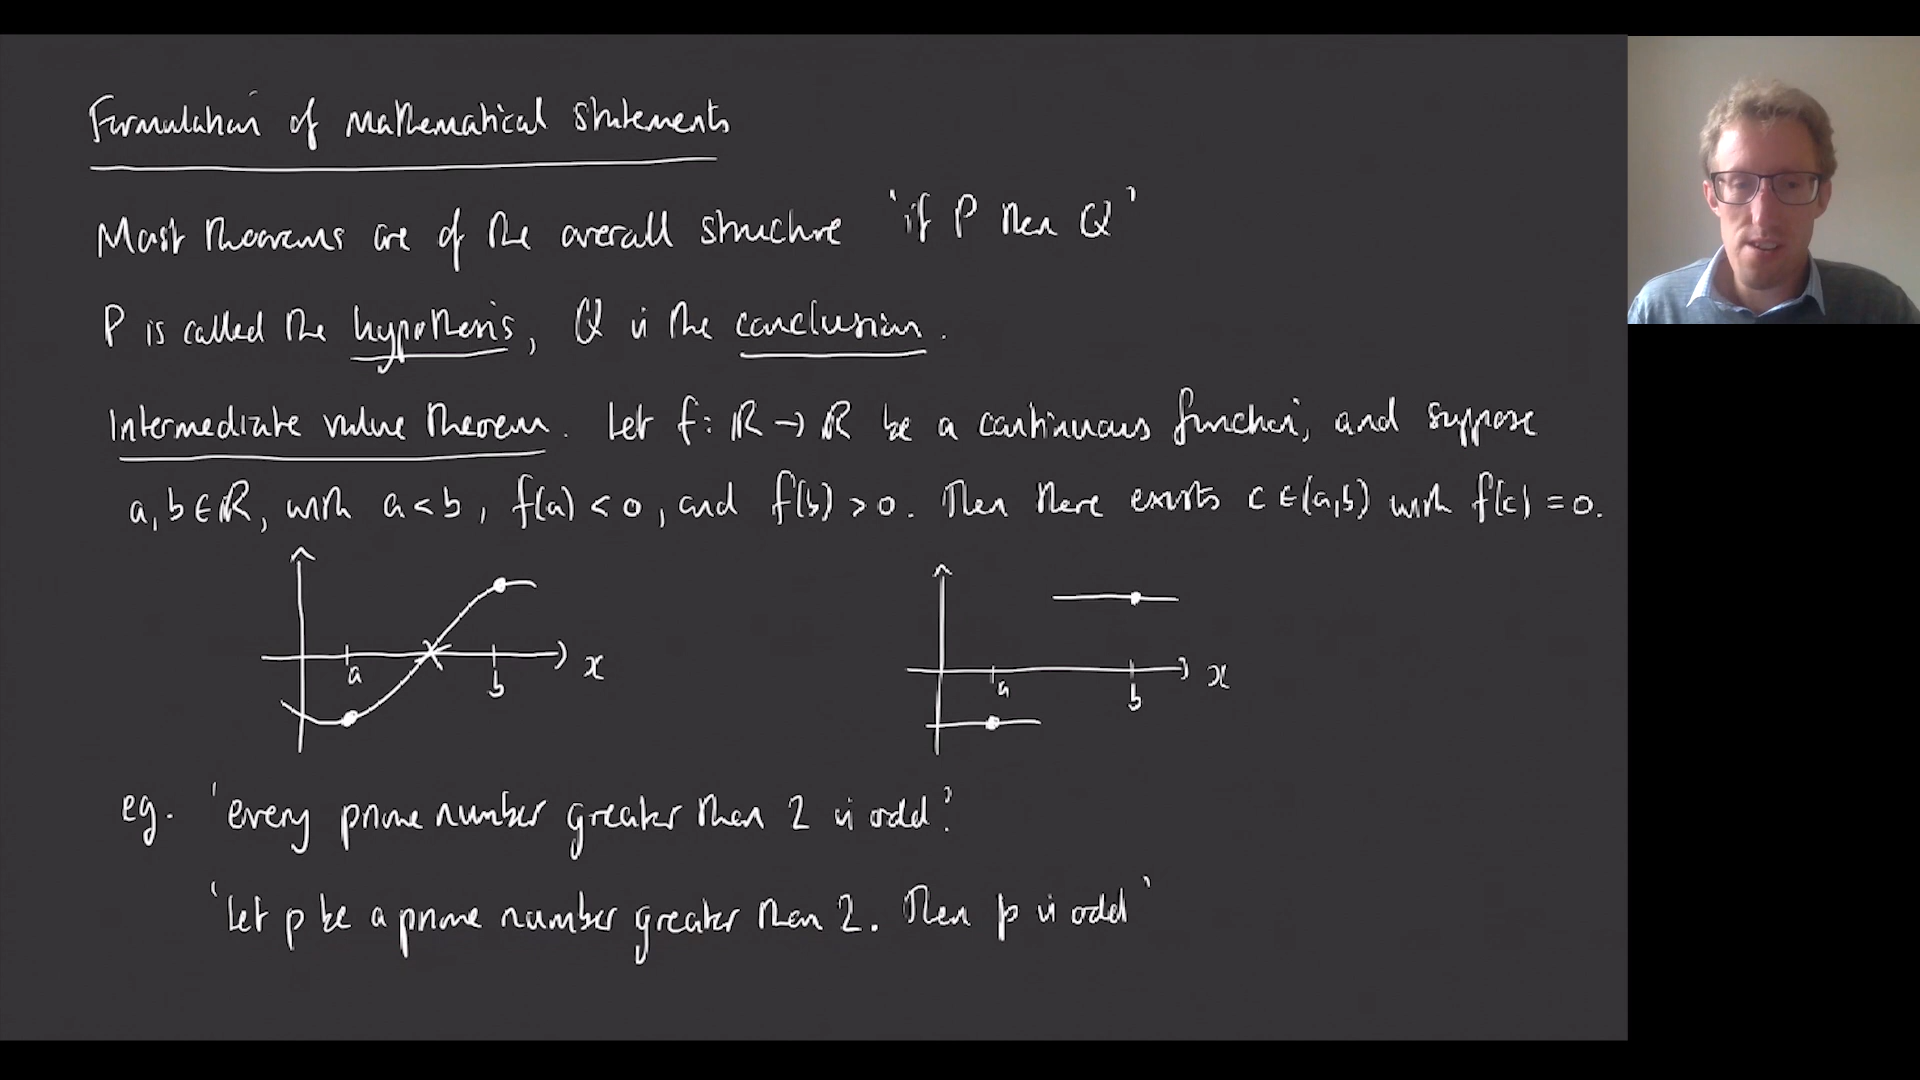 Formulation of mathematical statements
Most theorems are of the overall structure 'if P then Q'
P is called the hypothesis, Q is the conclusion.
Intermediate value theorem. Let f: ℝ → ℝ be a continuous function, and suppose
a, b ∈ ℝ, with a < b, f(a) < 0, and f(b) > 0. Then there exists c ∈ (a,b) with f(c) = 0.
a b x
a b x
eg. 'every prime number greater than 2 is odd'.
'Let p be a prime number greater than 2. Then p is odd'